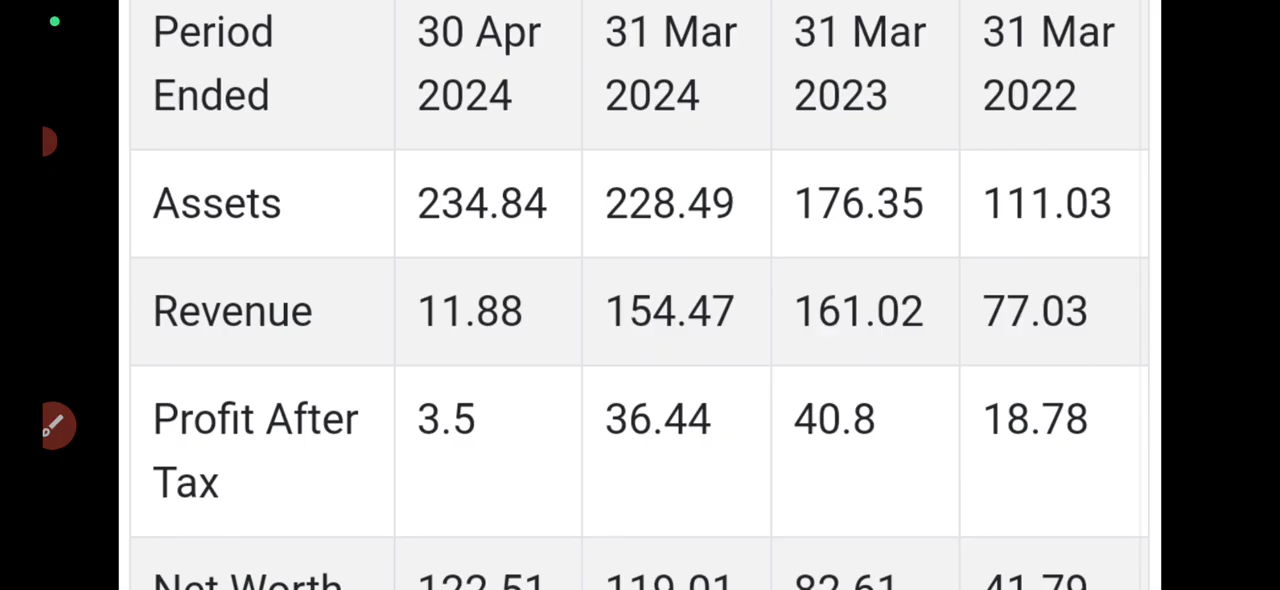 Period Ended 30 Apr 2024 31 Mar 2024 31 Mar 2023 31 Mar 2022
Assets 234.84 228.49 176.35 111.03
Revenue 11.88 154.47 161.02 77.03
Profit After Tax 3.5 36.44 40.8 18.78
Net Worth 122.51 119.01 82.61 41.79